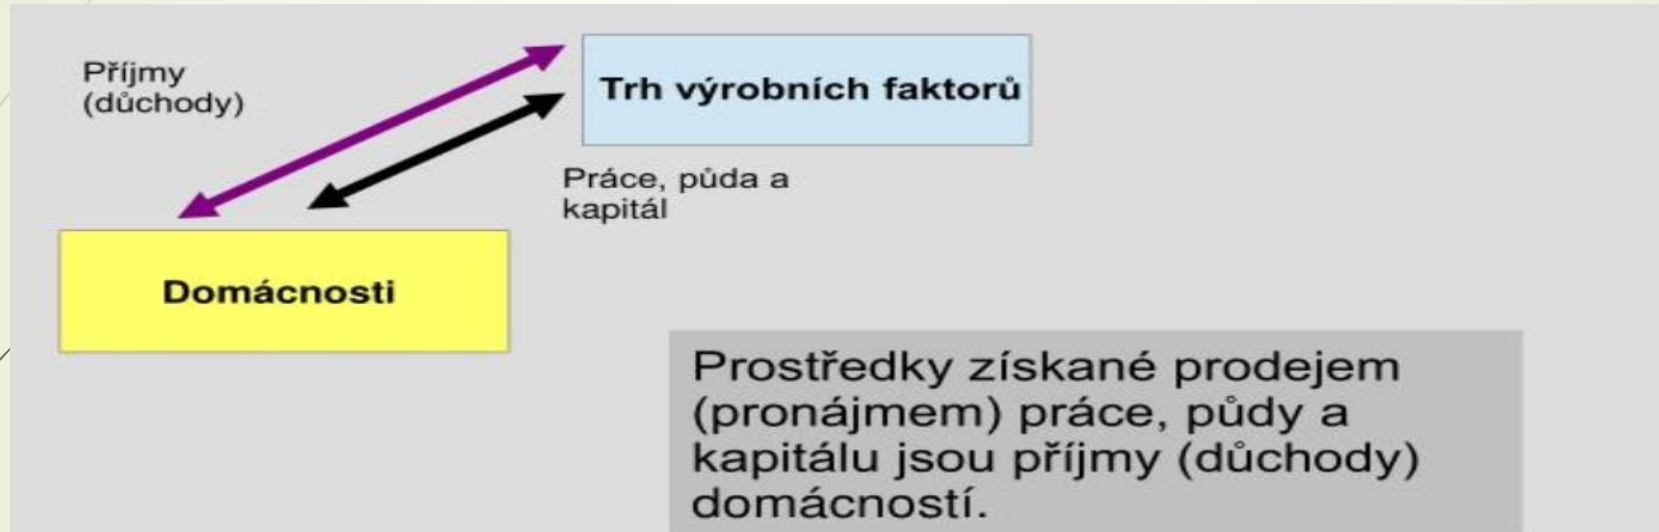 Příjmy
(důchody)
Trh výrobních faktorů
Práce, půda a
kapitál
Domácnosti
Prostředky získané prodejem
(pronájmem) práce, půdy a
kapitálu jsou příjmy (důchody)
domácností.